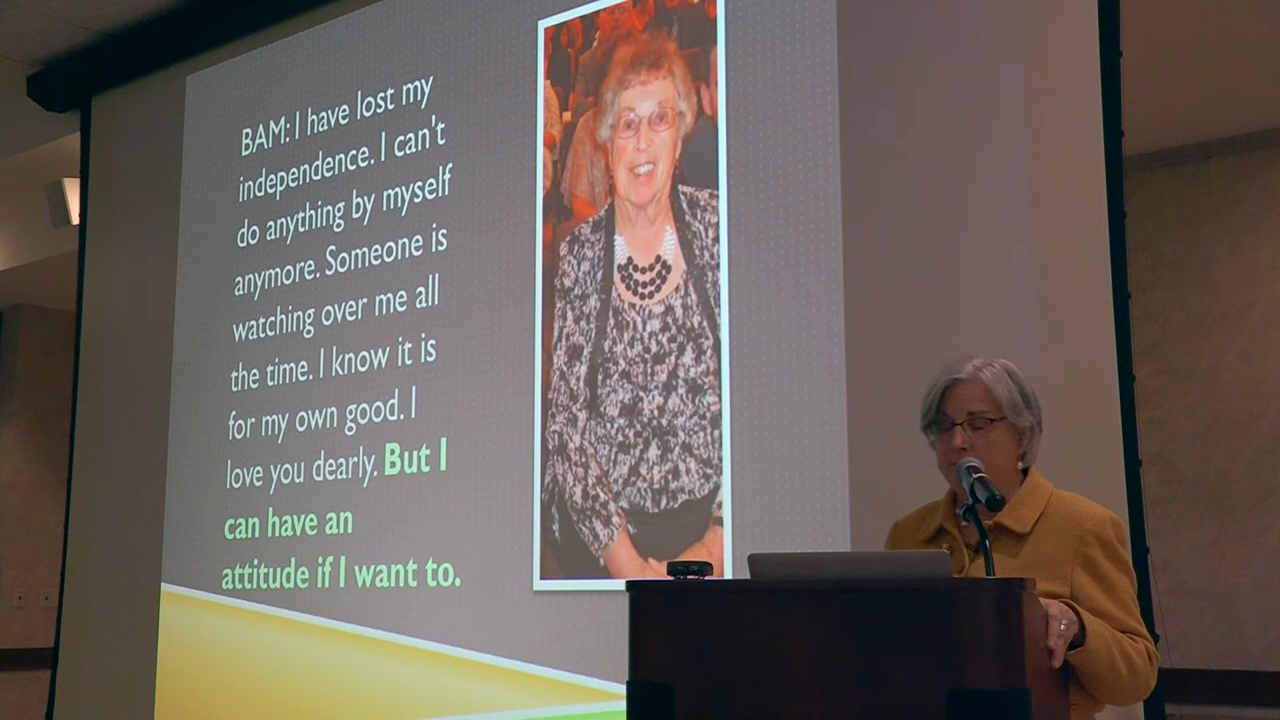 BAM: I have lost my
independence. I can't
do anything by myself
anymore. Someone is
watching over me all
the time. I know it is
for my own good. I
love you dearly. But I
can have an
attitude if I want to.